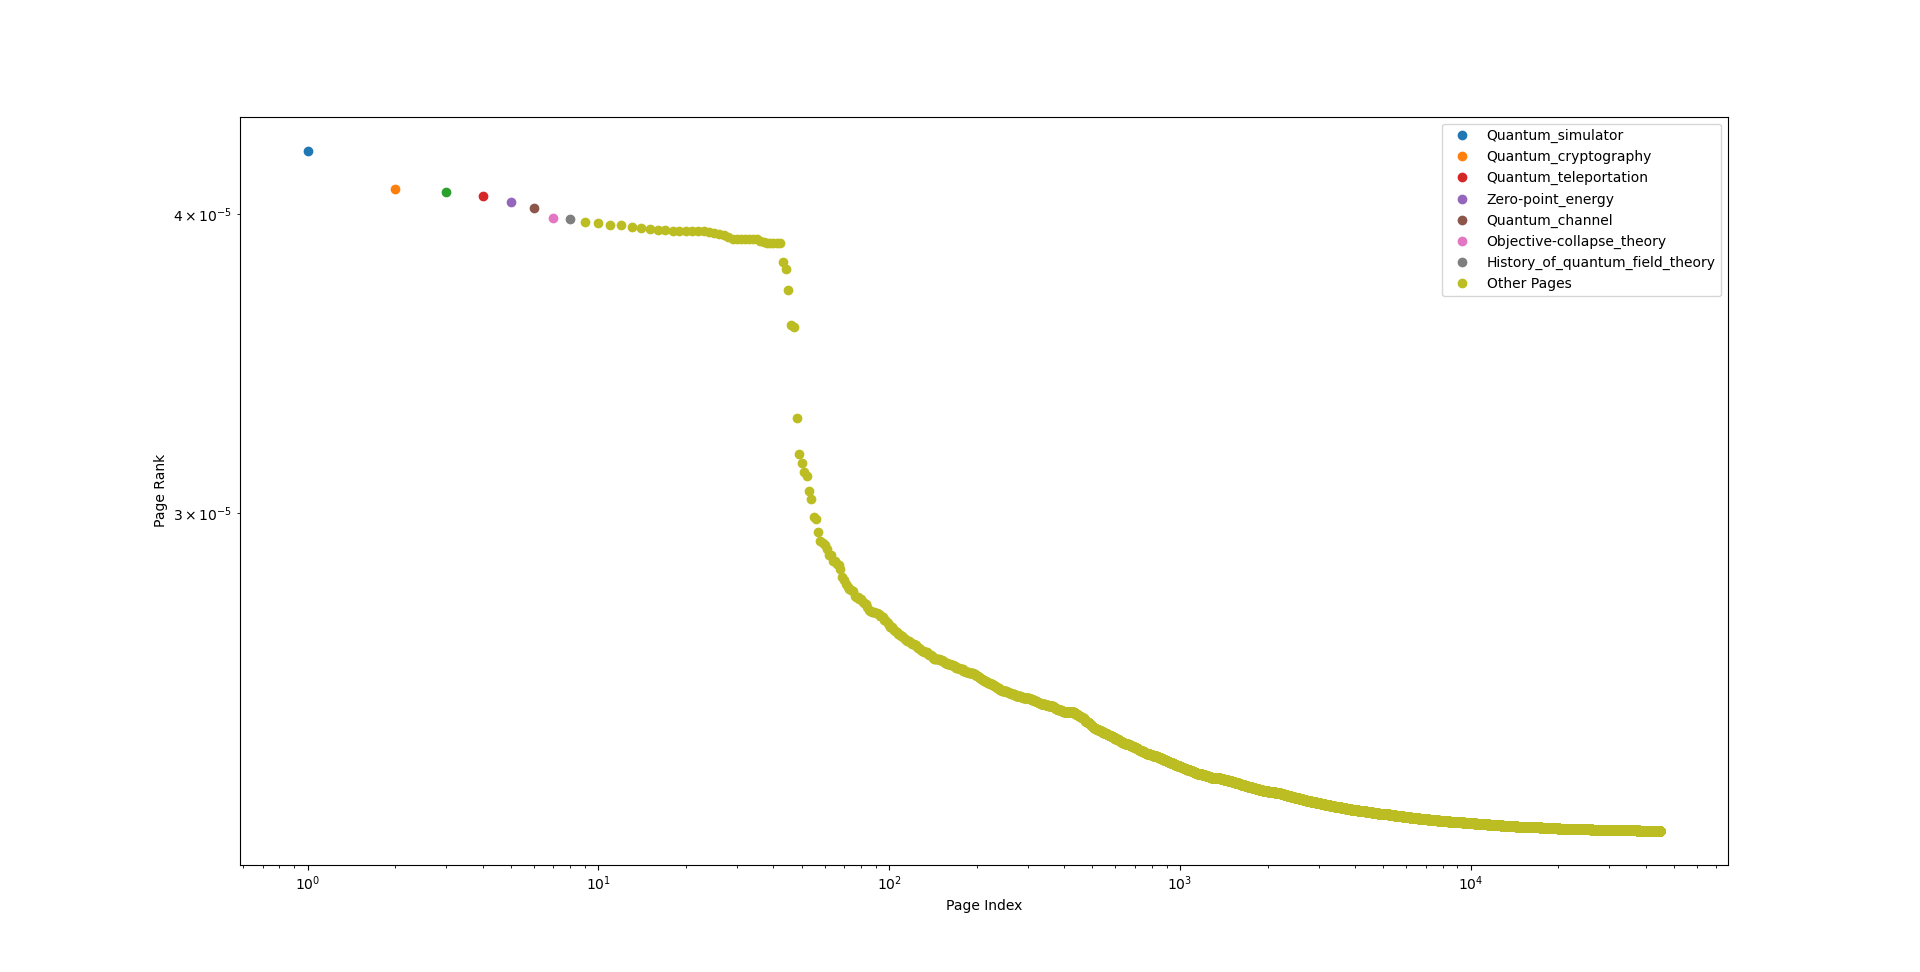 Quantum_simulator
Quantum_cryptography
Quantum_teleportation
Zero-point_energy
Quantum_channel
Objective-collapse_theory
History_of_quantum_field_theory
Other Pages
4 × 10⁻⁵
Page Rank
3 × 10⁻⁵
10⁰ 10¹ 10² 10³ 10⁴
Page Index